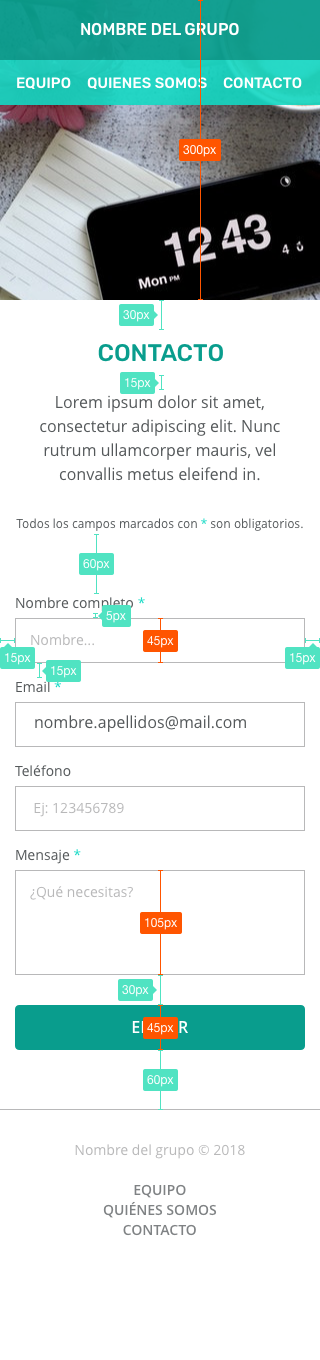 NOMBRE DEL GRUPO
EQUIPO QUIENES SOMOS CONTACTO
300px
12 43
Mon PM
30px
CONTACTO
15px
Lorem ipsum dolor sit amet,
consectetur adipiscing elit. Nunc
rutrum ullamcorper mauris, vel
convallis metus eleifend in.
Todos los campos marcados con * son obligatorios.
60px
Nombre completo *
5px
Nombre...
45px
15px
15px
15px
Email *
nombre.apellidos@mail.com
Teléfono
Ej: 123456789
Mensaje *
¿Qué necesitas?
105px
30px
45px
60px
Nombre del grupo © 2018
EQUIPO
QUIÉNES SOMOS
CONTACTO